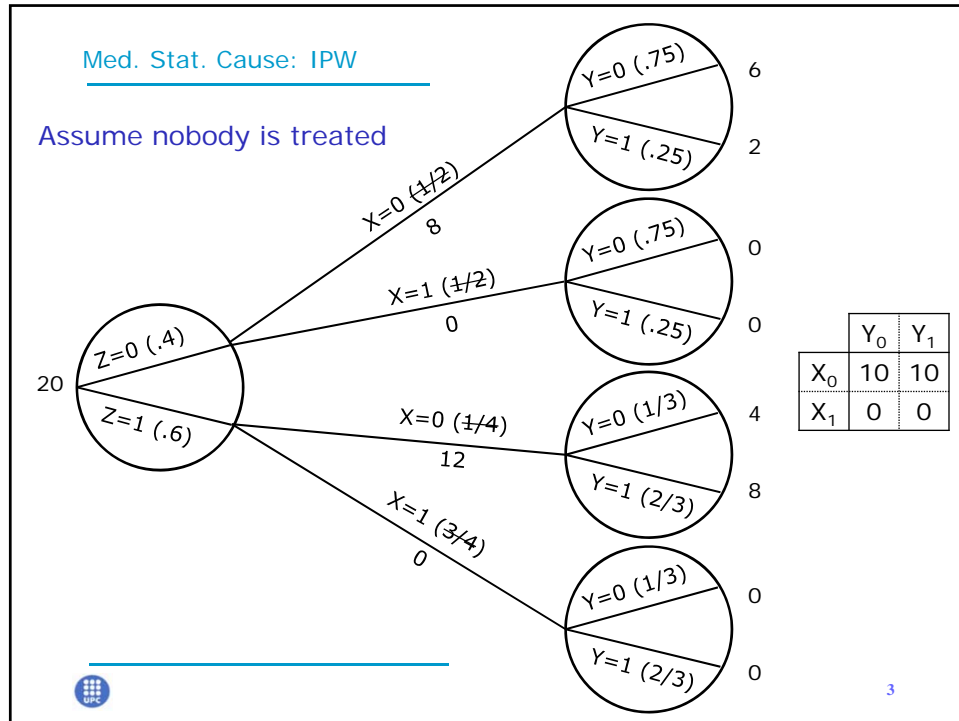 Med. Stat. Cause: IPW
Assume nobody is treated
20
Z=0 (.4)
Z=1 (.6)
X=0 (1/2)
8
X=1 (1/2)
0
X=0 (1/4)
12
X=1 (3/4)
0
Y=0 (.75)
6
Y=1 (.25)
2
Y=0 (.75)
0
Y=1 (.25)
0
Y=0 (1/3)
4
Y=1 (2/3)
8
Y=0 (1/3)
0
Y=1 (2/3)
0
Y₀ Y₁
X₀ 10 10
X₁ 0 0
UPC
3